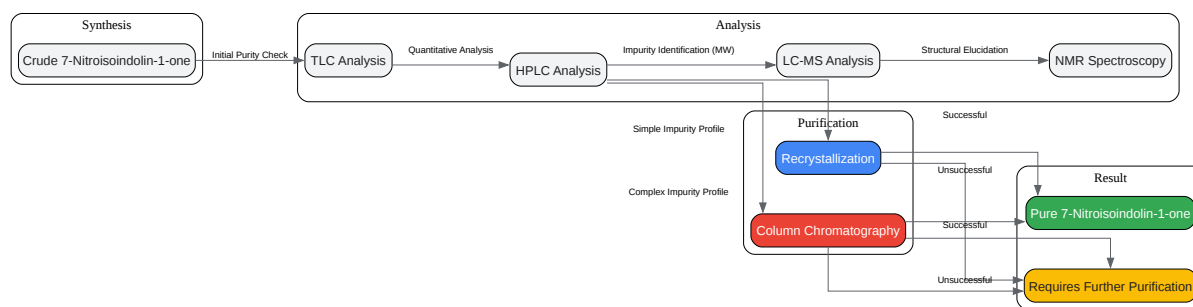 Synthesis
Analysis
Crude 7-Nitroisoindolin-1-one
Initial Purity Check
TLC Analysis
Quantitative Analysis
HPLC Analysis
Impurity Identification (MW)
LC-MS Analysis
Structural Elucidation
NMR Spectroscopy
Simple Impurity Profile
Purification
Successful
Recrystallization
Unsuccessful
Result
Complex Impurity Profile
Pure 7-Nitroisoindolin-1-one
Column Chromatography
Successful
Unsuccessful
Requires Further Purification